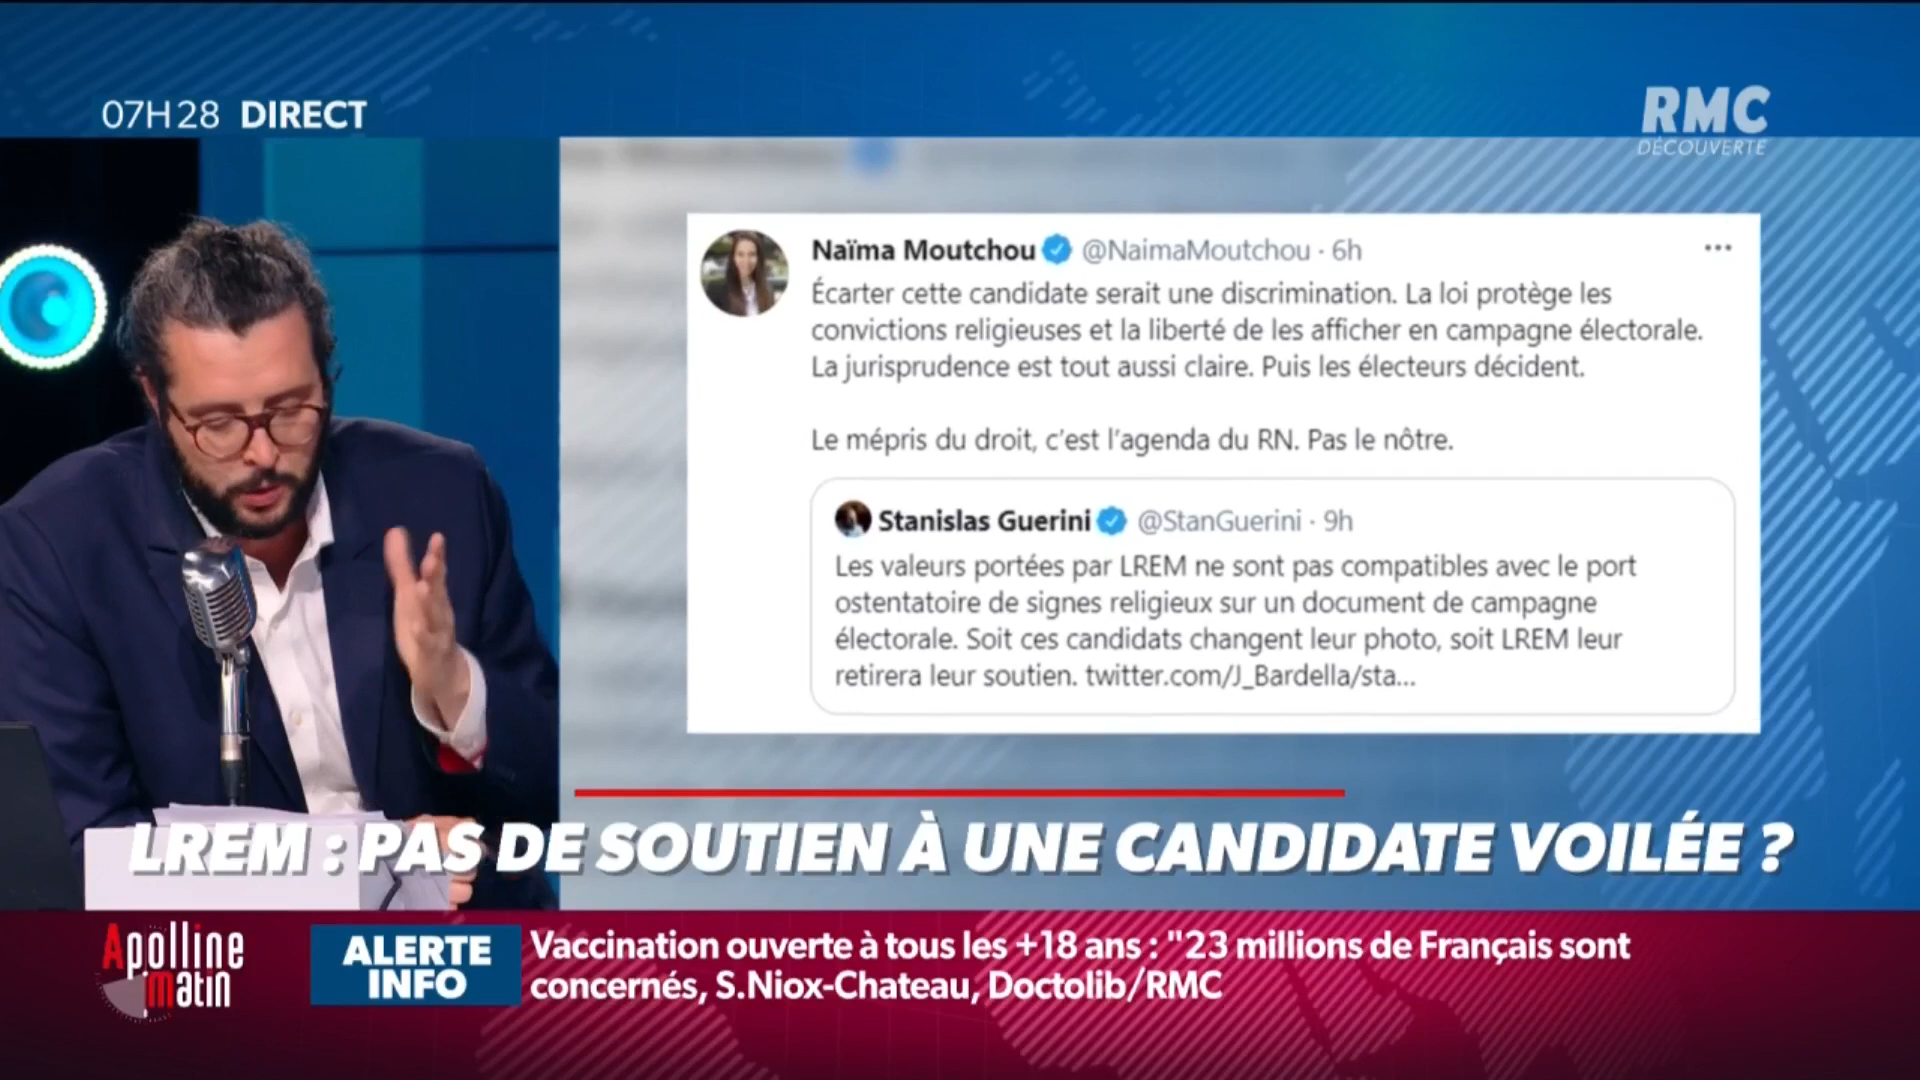 07H28 DIRECT
RMC
DÉCOUVERTE
Naïma Moutchou @NaimaMoutchou · 6h
Écarter cette candidate serait une discrimination. La loi protège les
convictions religieuses et la liberté de les afficher en campagne électorale.
La jurisprudence est tout aussi claire. Puis les électeurs décident.
Le mépris du droit, c’est l’agenda du RN. Pas le nôtre.
Stanislas Guerini @StanGuerini · 9h
Les valeurs portées par LREM ne sont pas compatibles avec le port
ostentatoire de signes religieux sur un document de campagne
électorale. Soit ces candidats changent leur photo, soit LREM leur
retirera leur soutien. twitter.com/J_Bardella/sta...
LREM : PAS DE SOUTIEN À UNE CANDIDATE VOILÉE ?
Apolline
matin
ALERTE
INFO
Vaccination ouverte à tous les +18 ans : "23 millions de Français sont
concernés, S.Niox-Chateau, Doctolib/RMC